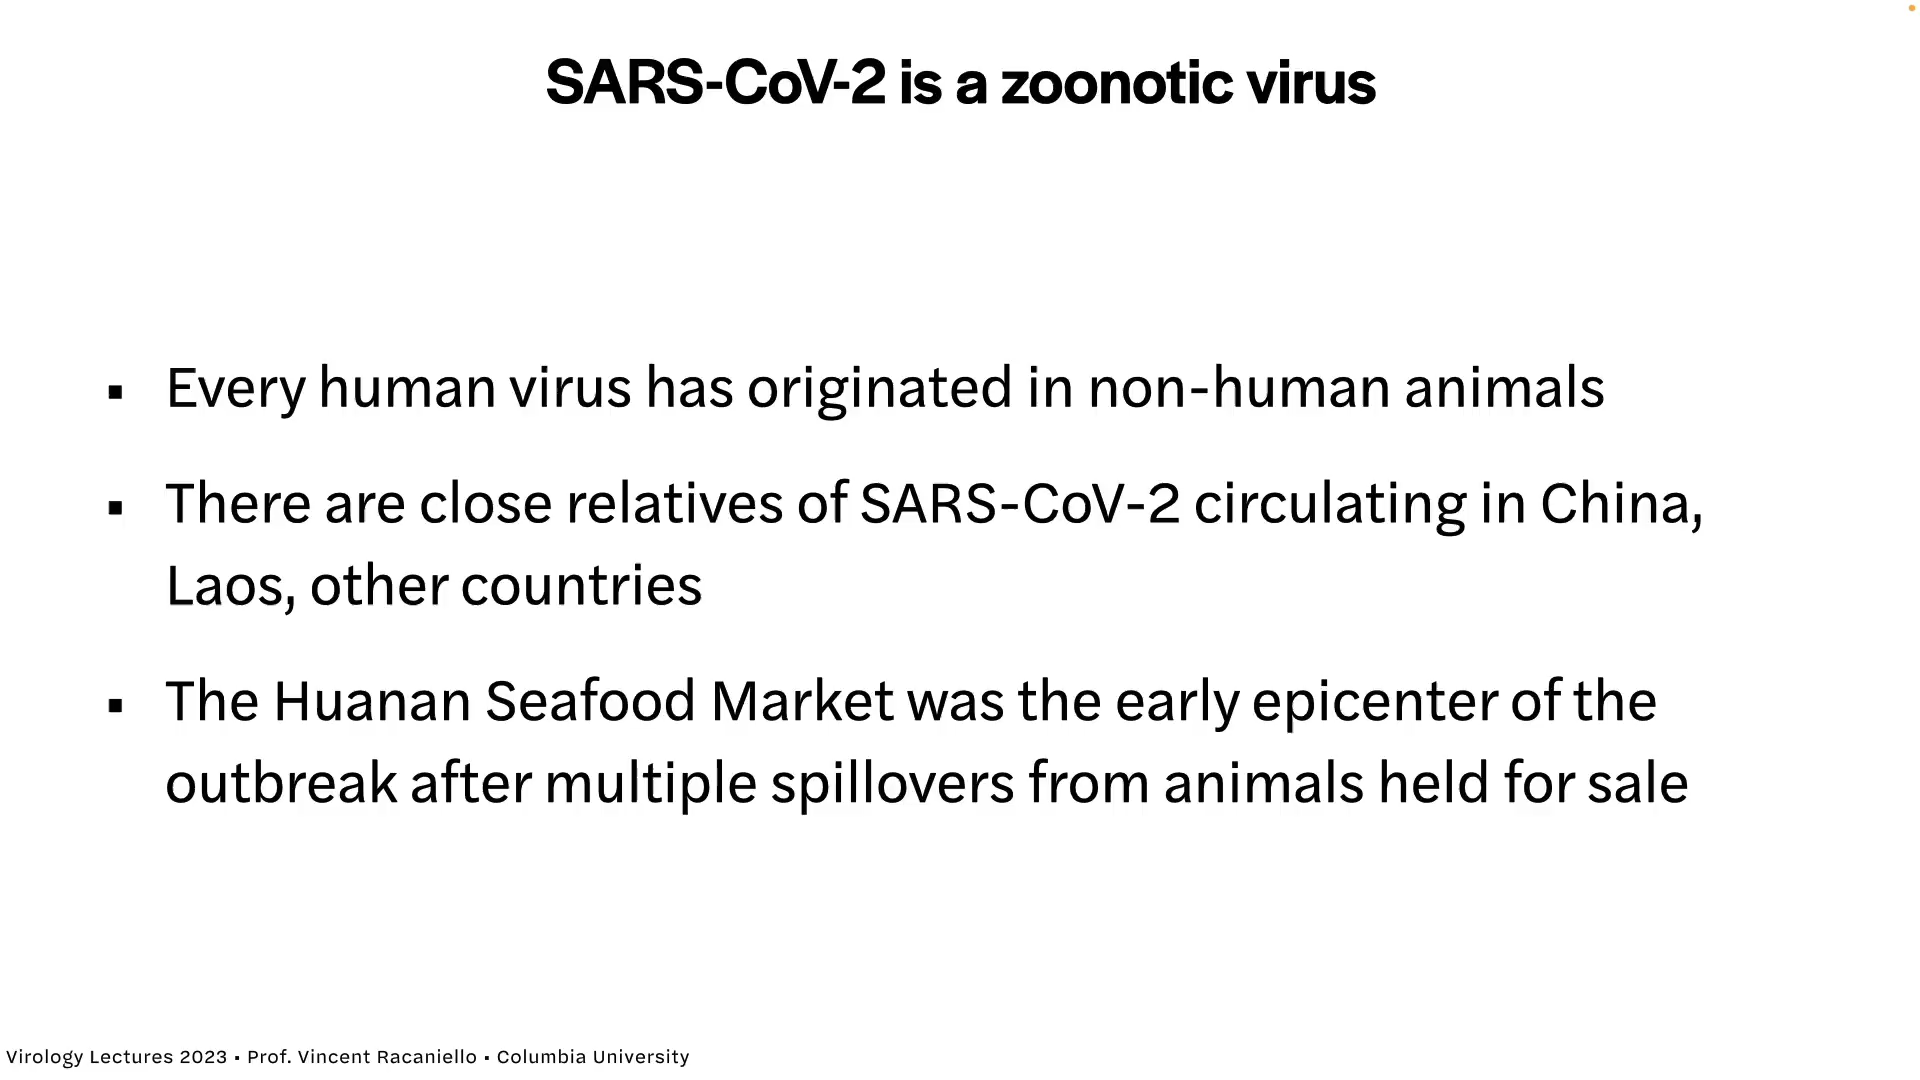 SARS-CoV-2 is a zoonotic virus
▪ Every human virus has originated in non-human animals
▪ There are close relatives of SARS-CoV-2 circulating in China,
Laos, other countries
▪ The Huanan Seafood Market was the early epicenter of the
outbreak after multiple spillovers from animals held for sale
Virology Lectures 2023 ▪ Prof. Vincent Racaniello ▪ Columbia University